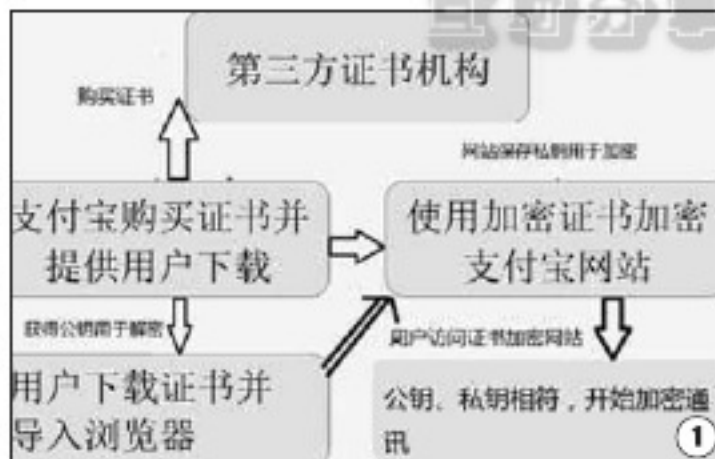 第三方证书机构
购买证书
网站保存私钥用于加密
支付宝购买证书并
提供用户下载
使用加密证书加密
支付宝网站
获得公钥用于解密
用户访问证书加密网站
用户下载证书并
导入浏览器
公钥、私钥相符，开始加密通
讯
1